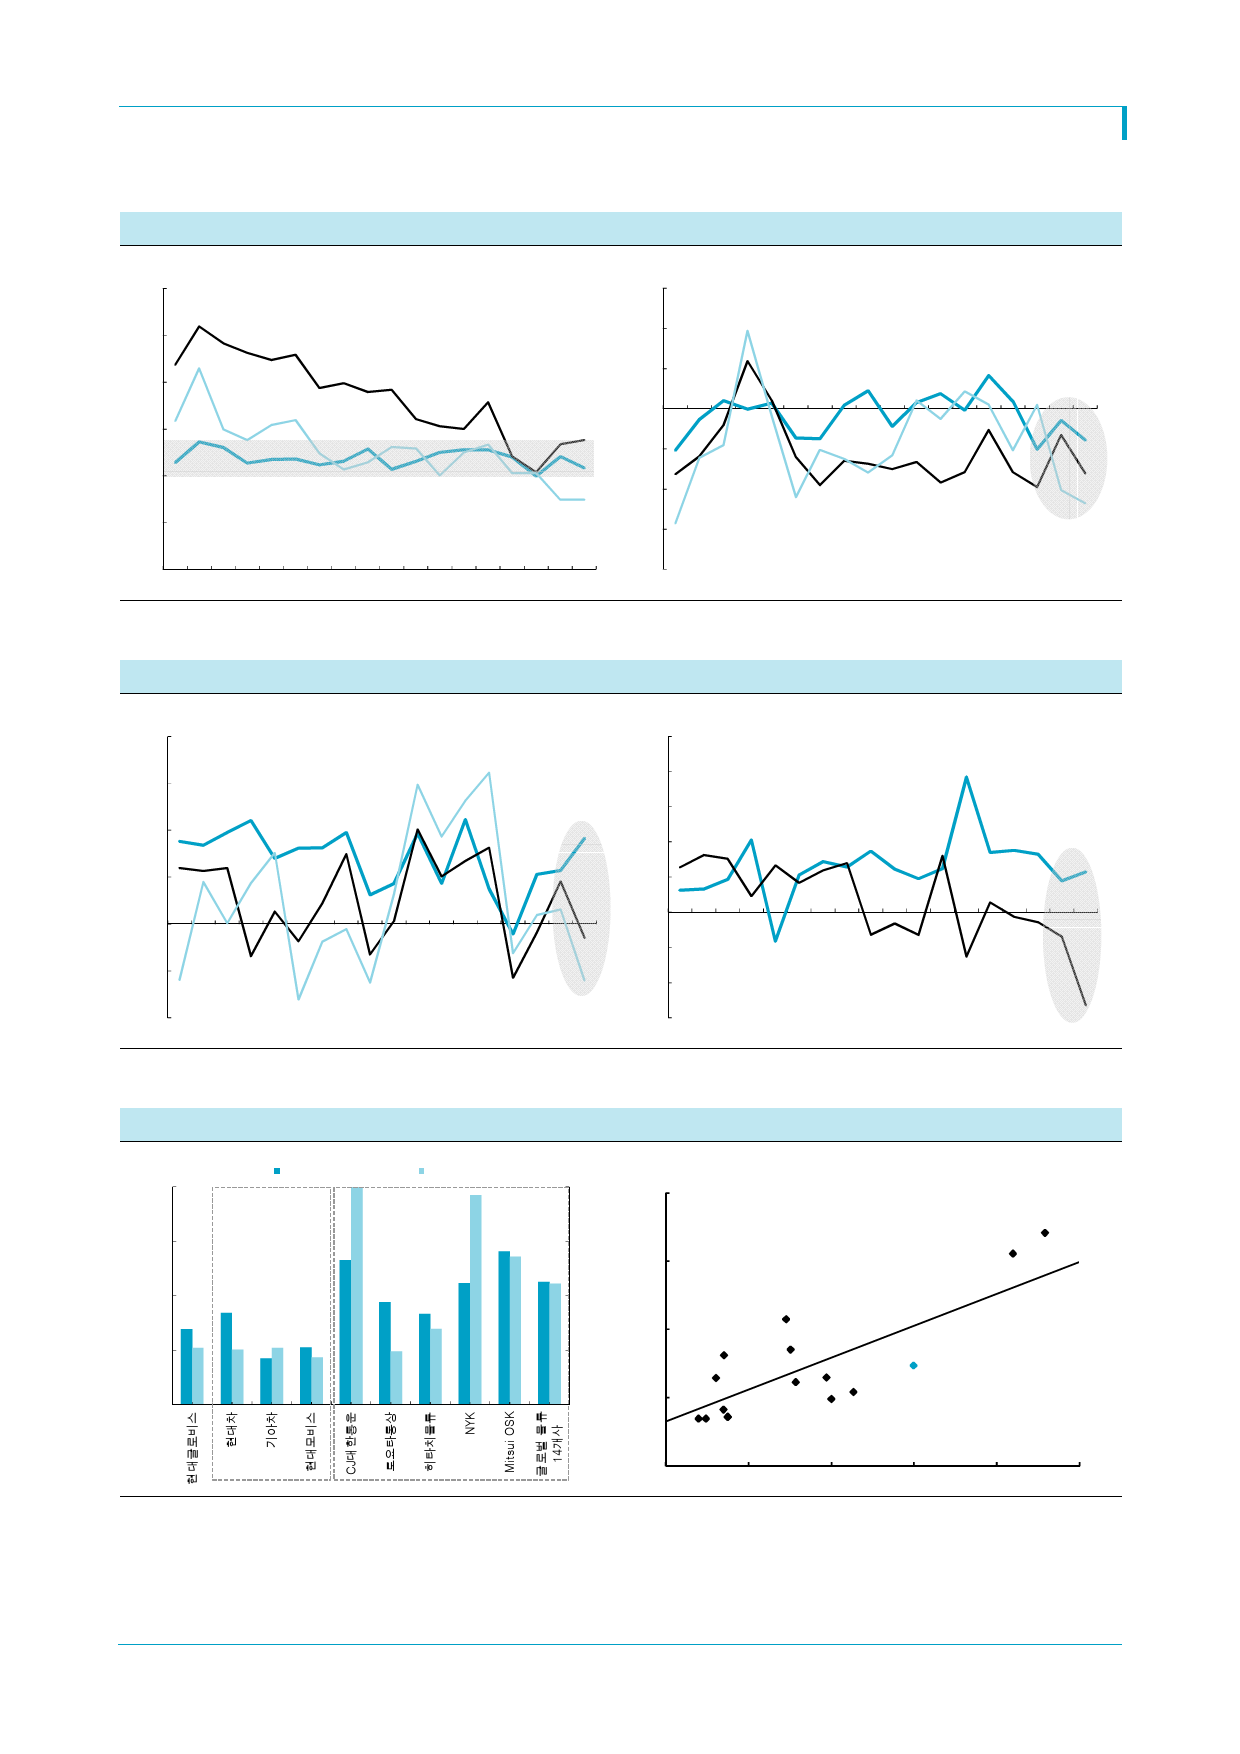 현대글로비스
현대차
기아차
현대모비스
CJ대한통운
토요타통상
히타치물류
NYK
Mitsui OSK
글로벌 물류
14개사